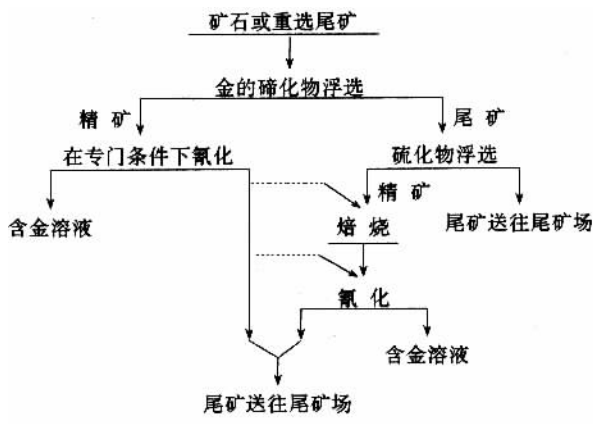 矿石或重选尾矿
金的碲化物浮选
精矿
尾矿
在专门条件下氰化
硫化物浮选
精矿
含金溶液
焙烧
尾矿送往尾矿场
氰化
含金溶液
尾矿送往尾矿场